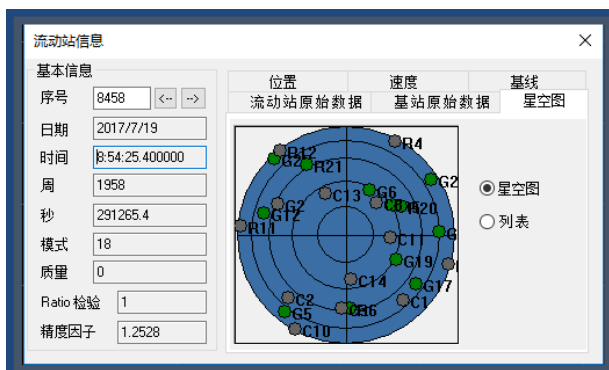 流动站信息
基本信息
序号 8458 <-- -->
日期 2017/7/19
时间 8:54:25.400000
周 1958
秒 291265.4
模式 18
质量 0
Ratio 检验 1
精度因子 1.2528
位置 速度 基线
流动站原始数据 基站原始数据 星空图
R4
R12
G2
R21
G2
C13
G6
G2
G12
R11
C11
G
G19
C14
G17
C2
C1
G5
C10
星空图
列表